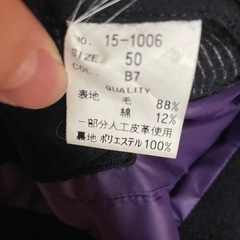 NO. 15-1006
SIZE. 50
COL. B7
QUALITY
表地 毛 88%
綿 12%
一部分人工皮革使用
裏地 ポリエステル100%